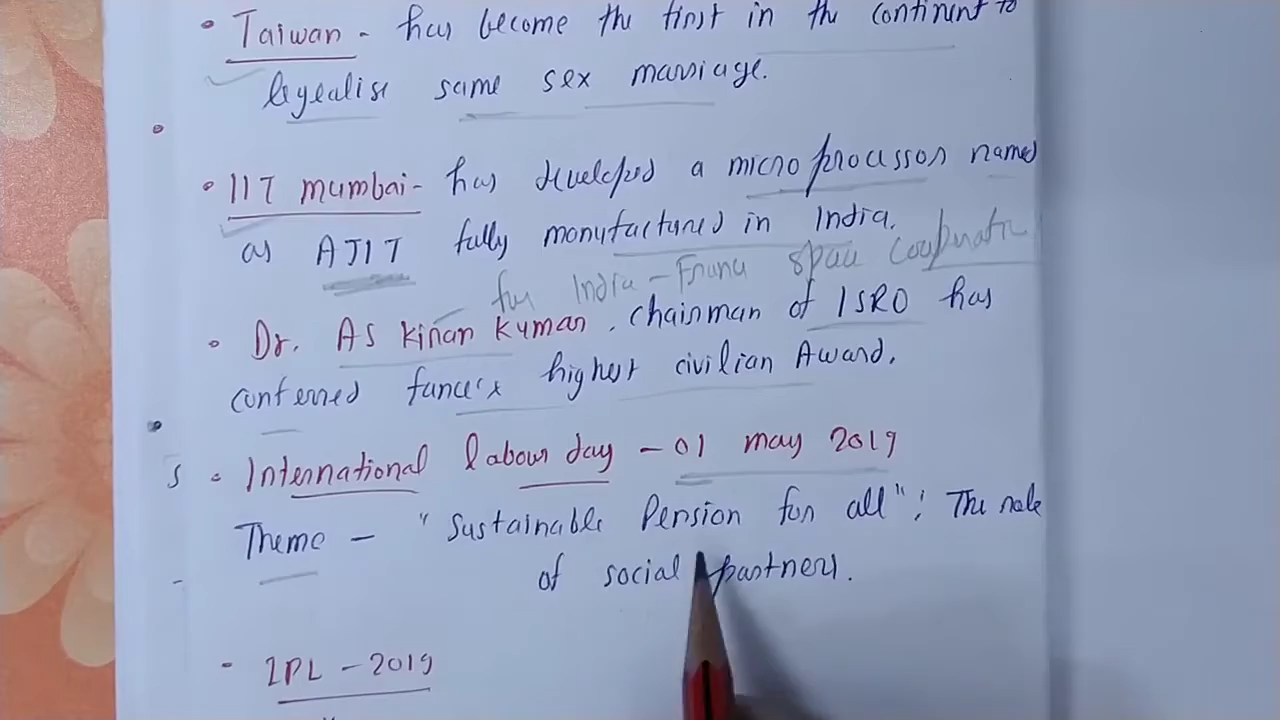 • Taiwan - has become the first in the continent to
legealise same sex marriage.
• IIT mumbai - has developed a microprocessor named
as AJIT fully manufactured in India.
for India - France space cooperatic
• Dr. AS Kiran Kumar, chairman of ISRO has
conferred
highest civilian Award.
• International labour day - 01 may 2019
Theme - "Sustainable Pension for all"; The role
of social partners.
- IPL - 2019